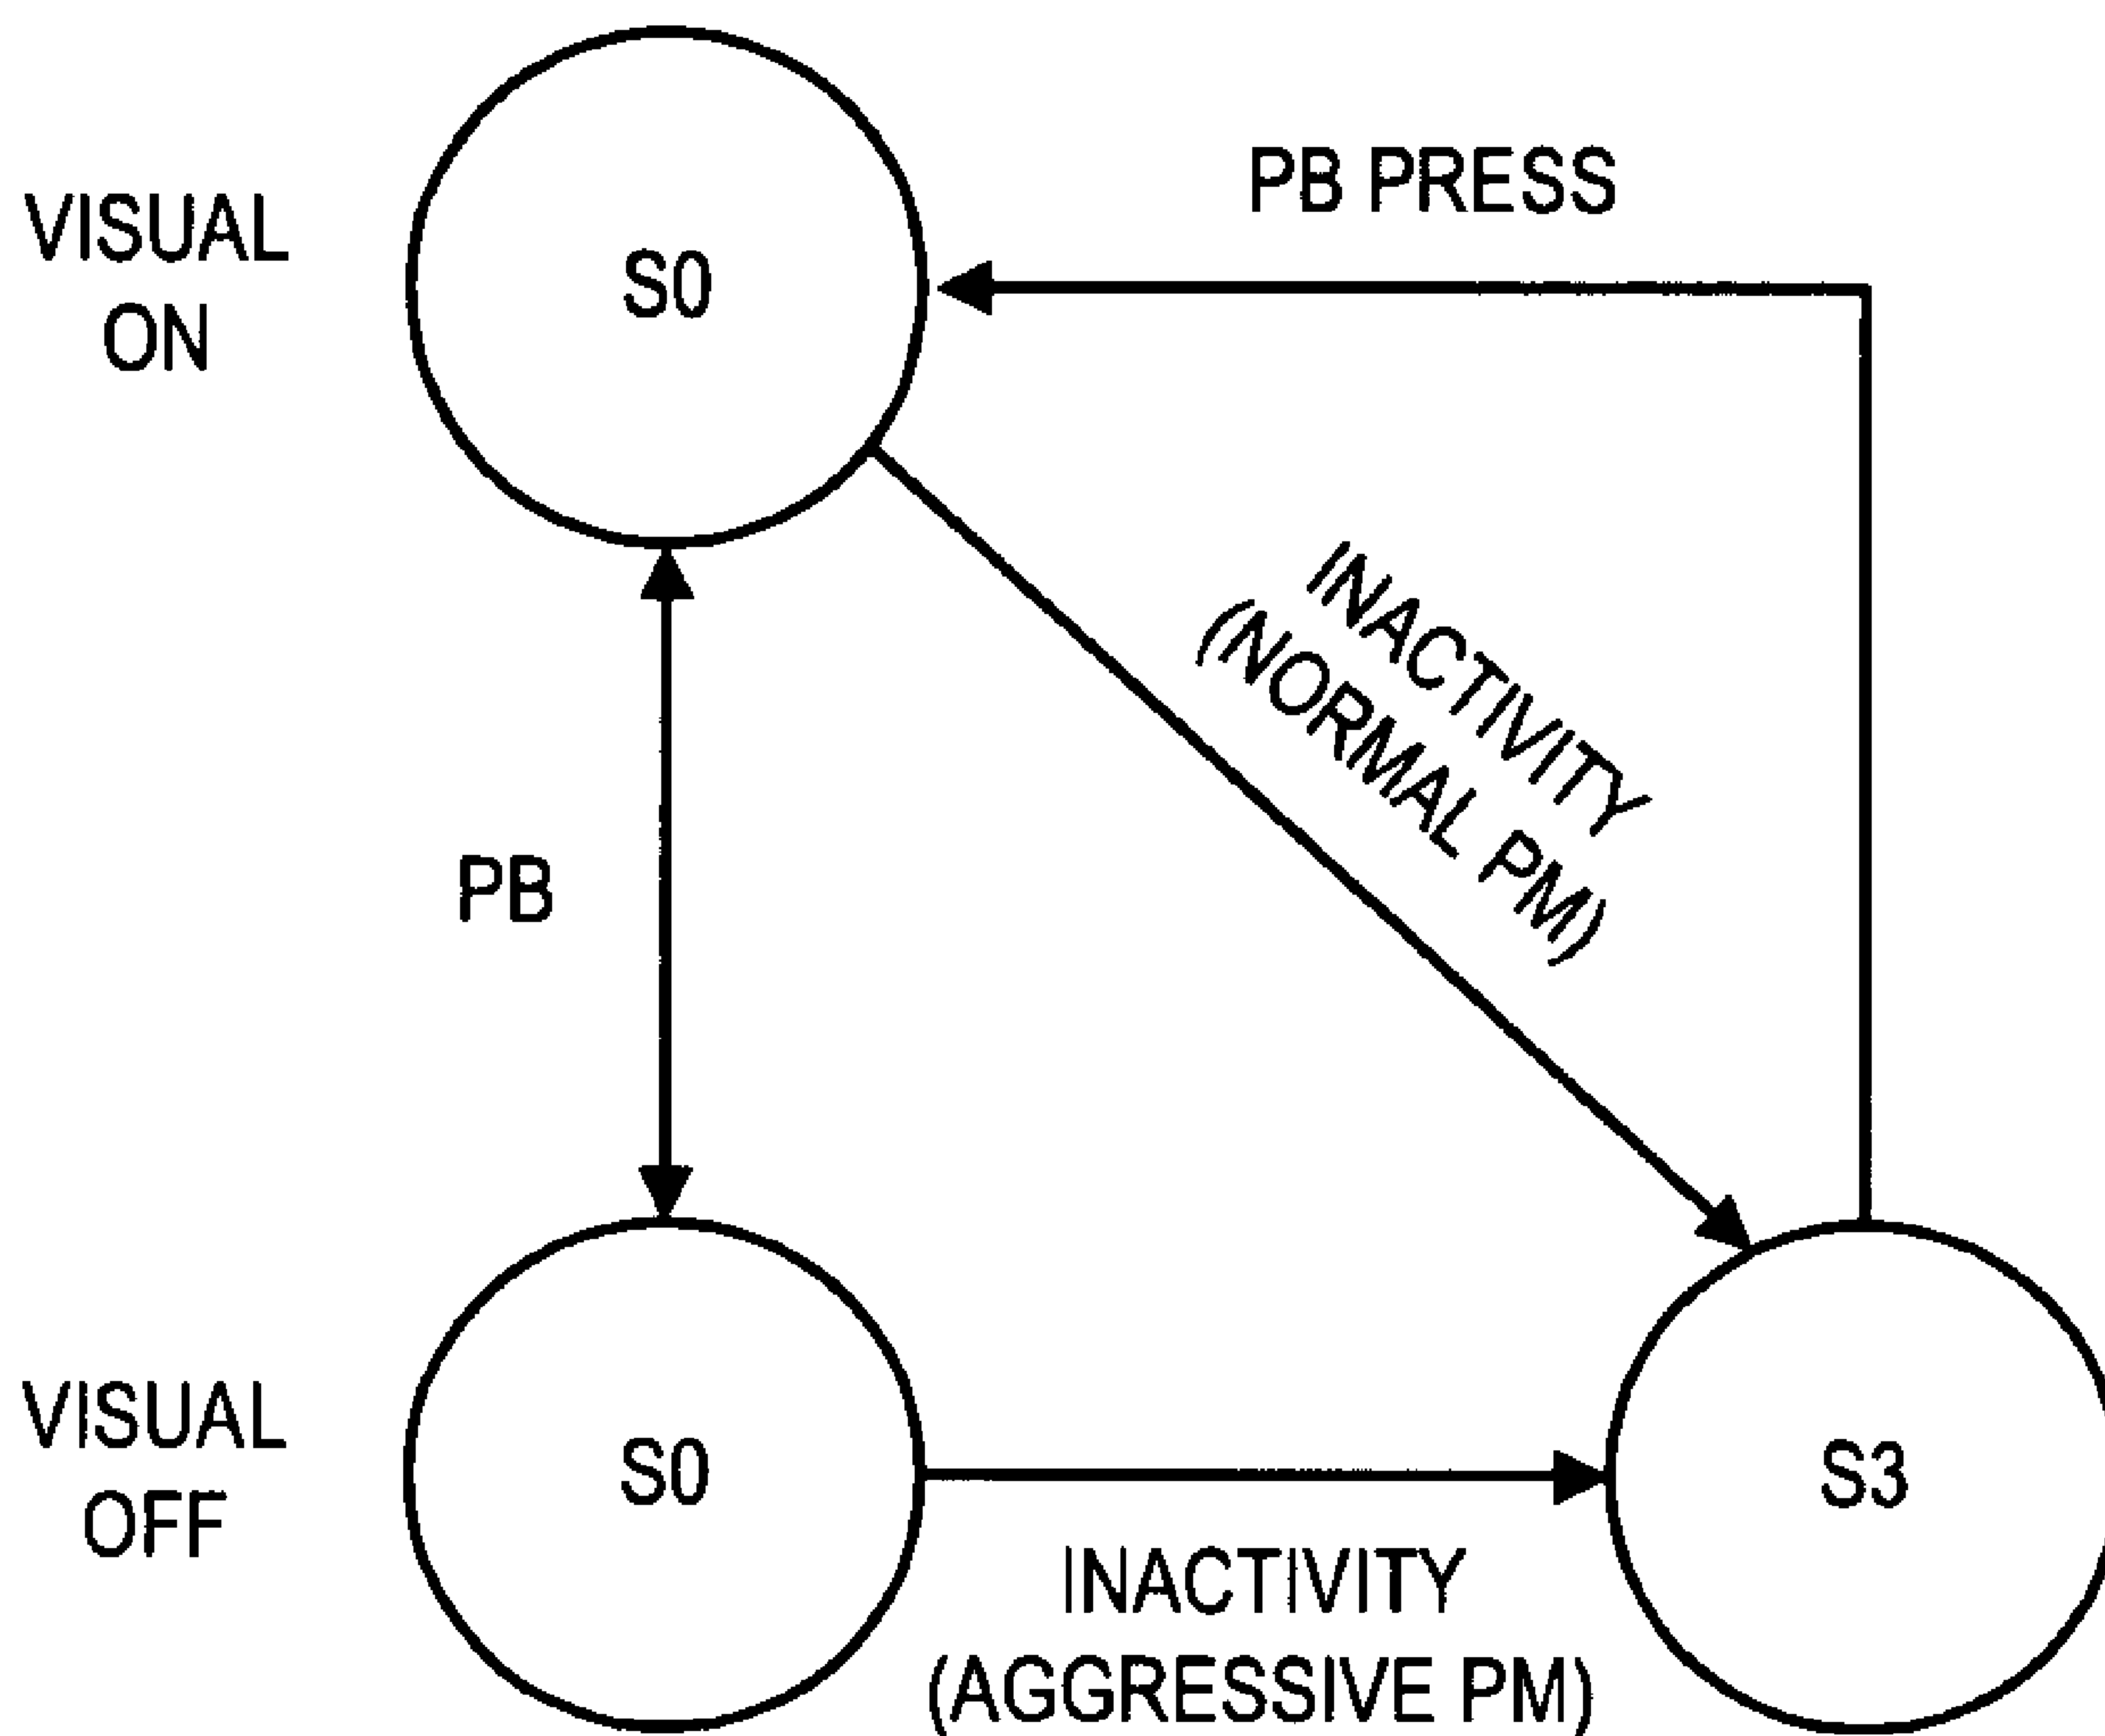 VISUAL
ON
S0
PB PRESS
INACTIVITY
(NORMAL PM)
PB
VISUAL
OFF
S0
S3
INACTIVITY
(AGGRESSIVE PM)